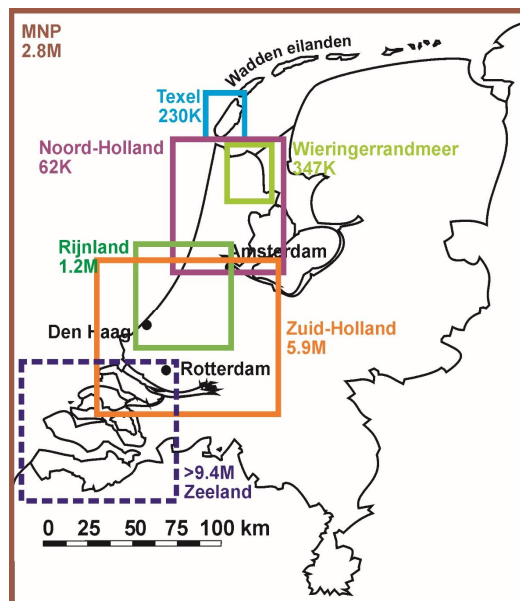 MNP
2.8M
Wadden eilanden
Texel
230K
Noord-Holland
62K
Wieringerrandmeer
347K
Rijnland
1.2M
Amsterdam
Den Haag
Zuid-Holland
5.9M
Rotterdam
>9.4M
Zeeland
0 25 50 75 100 km